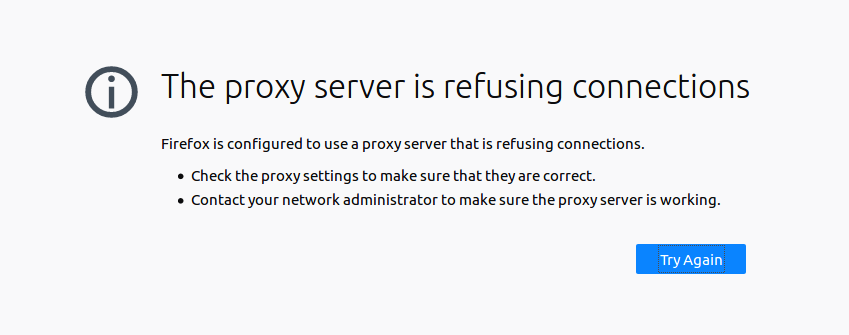 The proxy server is refusing connections
Firefox is configured to use a proxy server that is refusing connections.
• Check the proxy settings to make sure that they are correct.
• Contact your network administrator to make sure the proxy server is working.
Try Again